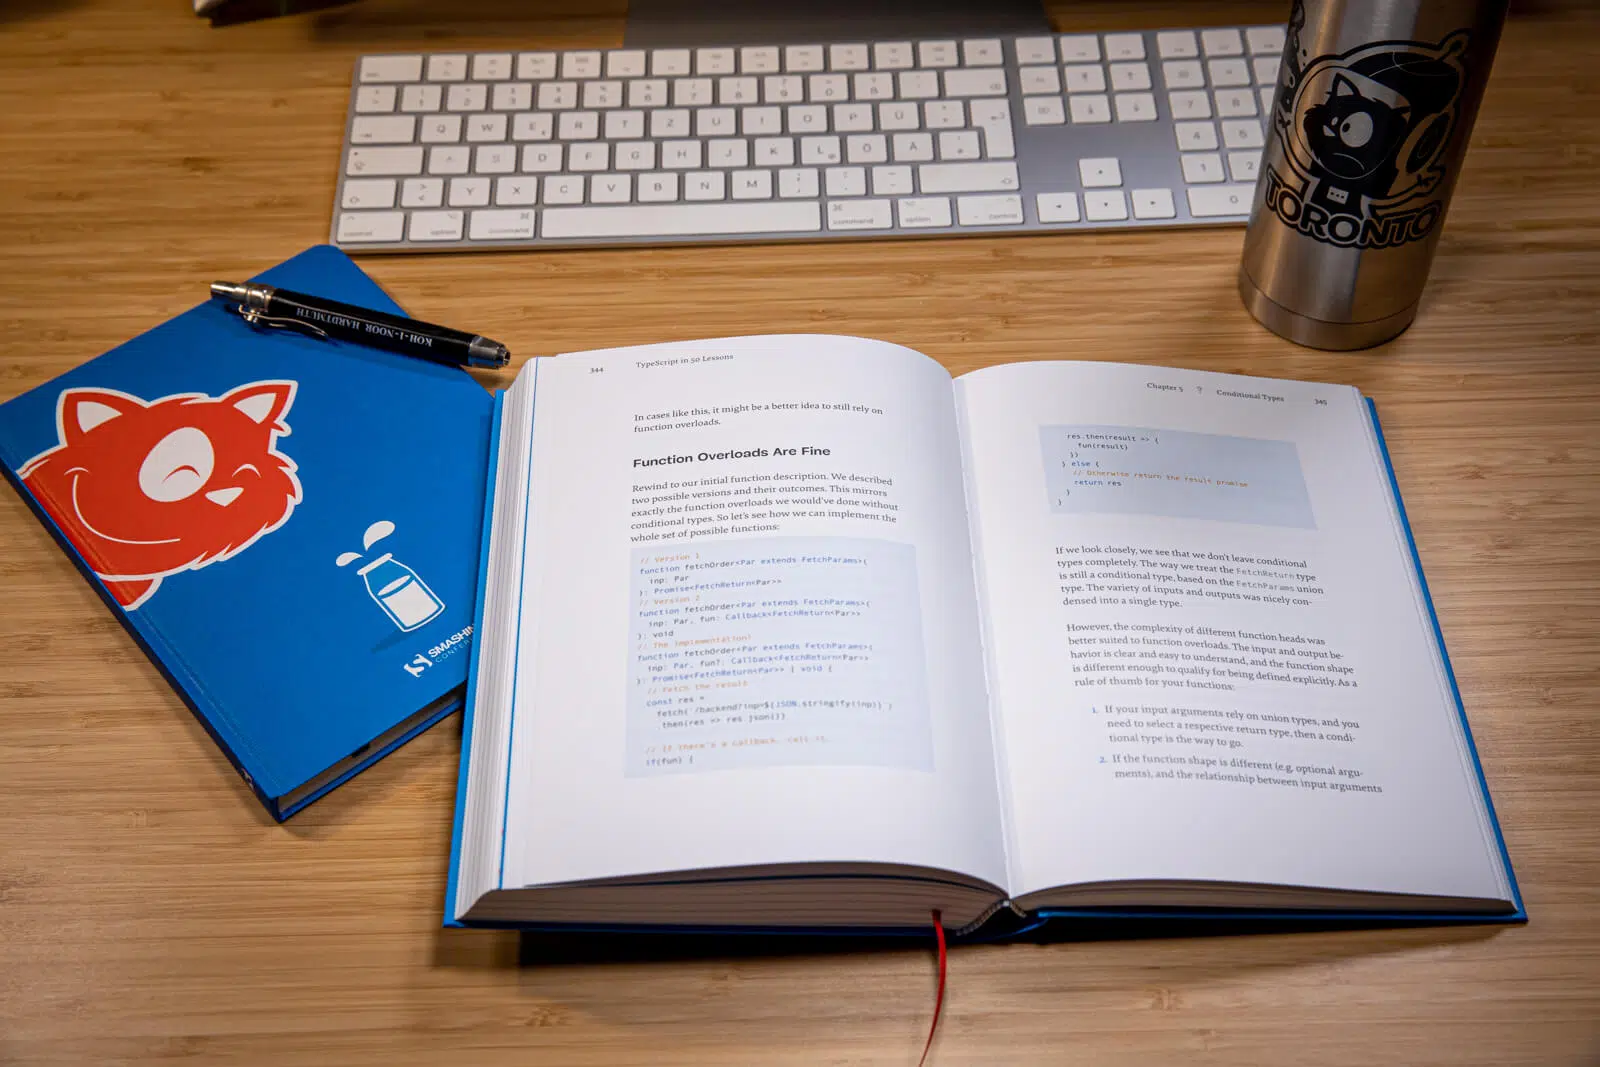 TORONTO
KOH-I-NOOR HARDTMUTH
SMASHIN
CONFER
344 TypeScript in 50 Lessons
In cases like this, it might be a better idea to still rely on
function overloads.
Function Overloads Are Fine
Rewind to our initial function description. We described
two possible versions and their outcomes. This mirrors
exactly the function overloads we would've done without
conditional types. So let's see how we can implement the
whole set of possible functions:
// Version 1
function fetchOrder<Par extends FetchParams>(
inp: Par
): Promise<FetchReturn<Par>>
// Version 2
function fetchOrder<Par extends FetchParams>(
inp: Par, fun: Callback<FetchReturn<Par>>
): void
// The implementation!
function fetchOrder<Par extends FetchParams>(
inp: Par, fun?: Callback<FetchReturn<Par>>
): Promise<FetchReturn<Par>> | void {
// Fetch the result
const res =
fetch(`/backend?inp=${JSON.stringify(inp)}`)
.then(res => res.json())
// If there's a callback, call it
if(fun) {
Chapter 5 ? Conditional Types 345
res.then(result => {
fun(result)
})
} else {
// Otherwise return the result promise
return res
}
}
If we look closely, we see that we don't leave conditional
types completely. The way we treat the FetchReturn type
is still a conditional type, based on the FetchParams union
type. The variety of inputs and outputs was nicely con-
densed into a single type.
However, the complexity of different function heads was
better suited to function overloads. The input and output be-
havior is clear and easy to understand, and the function shape
is different enough to qualify for being defined explicitly. As a
rule of thumb for your functions:
1. If your input arguments rely on union types, and you
need to select a respective return type, then a condi-
tional type is the way to go.
2. If the function shape is different (e.g. optional argu-
ments), and the relationship between input arguments